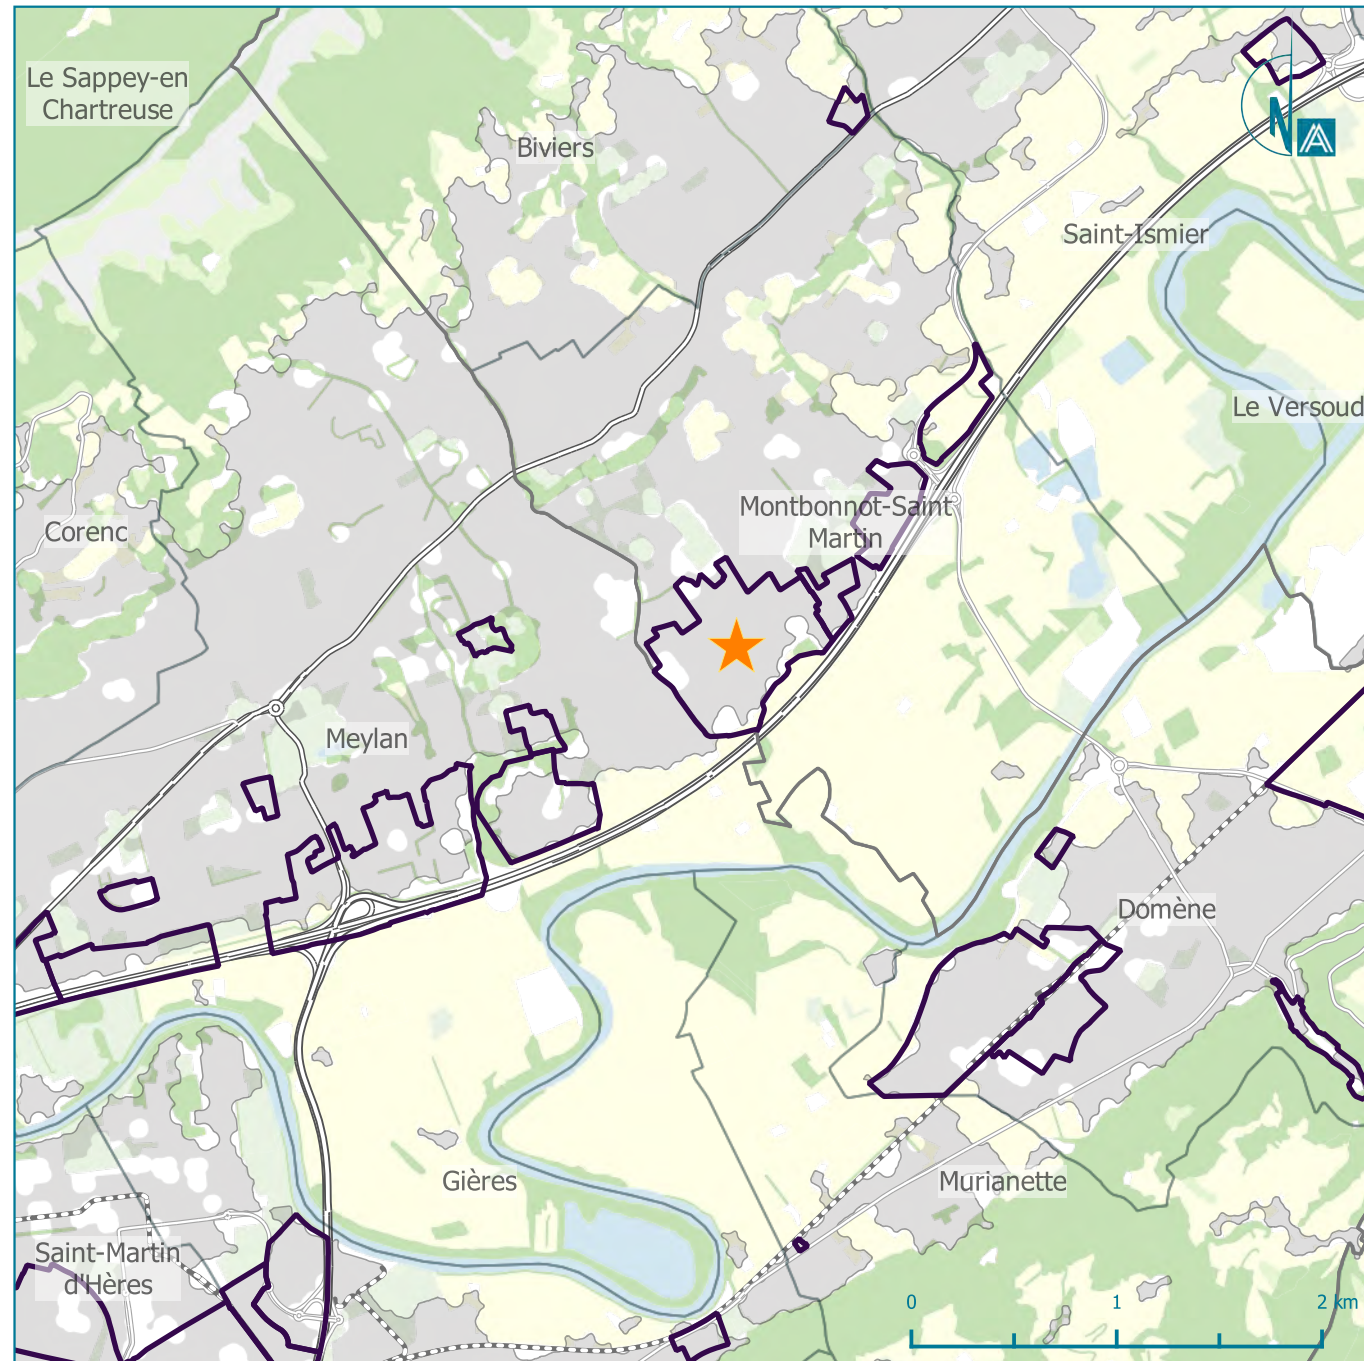 Le Sappey-en
Chartreuse
Biviers
N
Saint-Ismier
Le Versoud
Corenc
Montbonnot-Saint
Martin
Meylan
Domène
Gières
Murianette
Saint-Martin
d'Hères
0 1 2 km